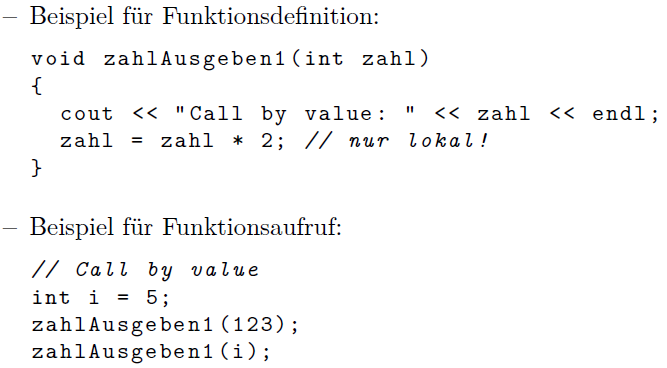 – Beispiel für Funktionsdefinition:
void zahlAusgeben1(int zahl)
{
  cout << "Call by value: " << zahl << endl;
  zahl = zahl * 2; // nur lokal!
}
– Beispiel für Funktionsaufruf:
// Call by value
int i = 5;
zahlAusgeben1(123);
zahlAusgeben1(i);